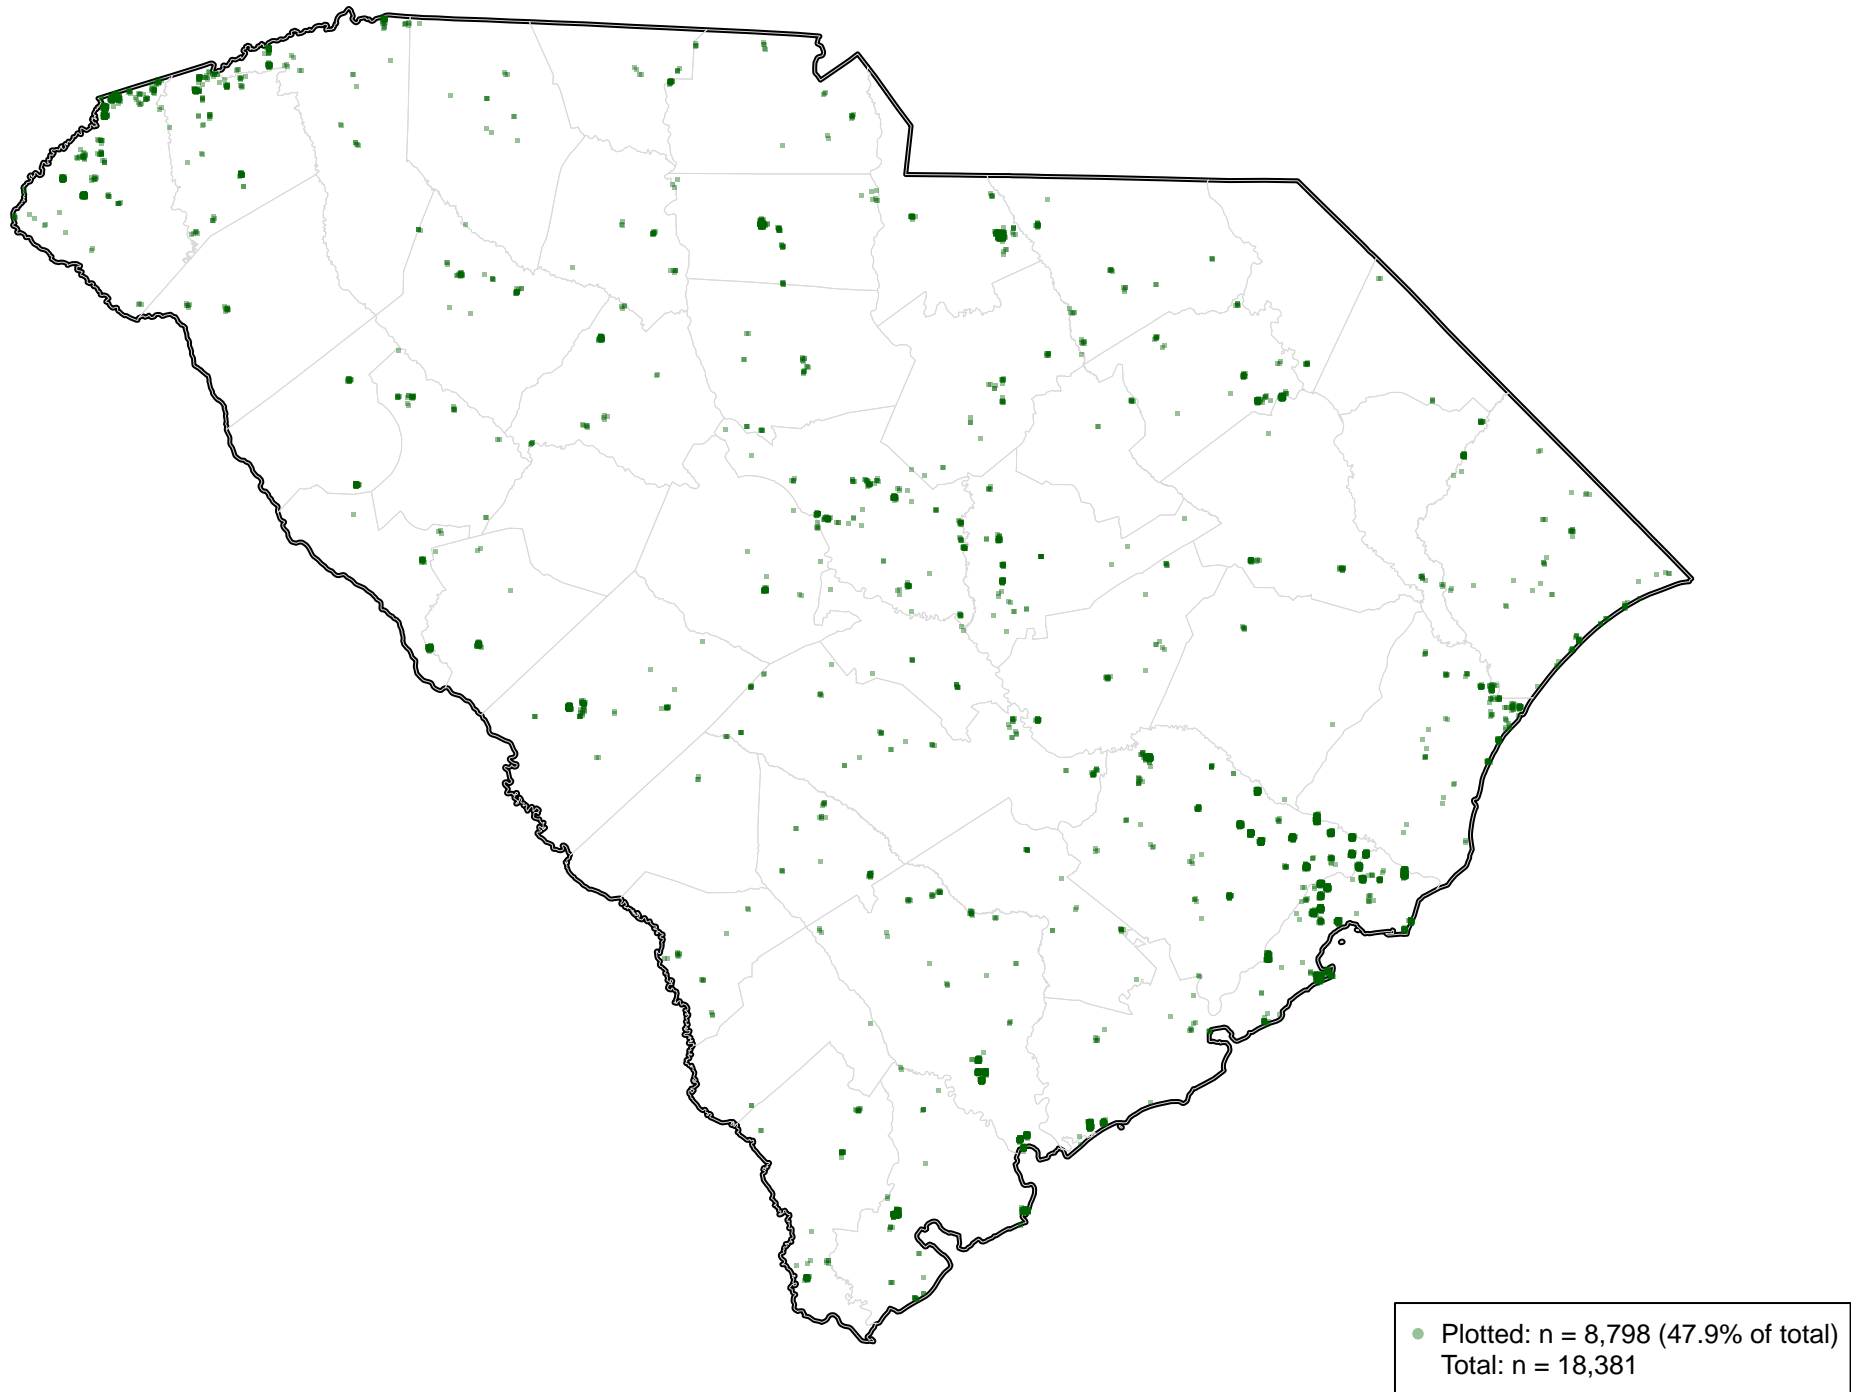 Plotted: n = 8,798 (47.9% of total)
Total: n = 18,381